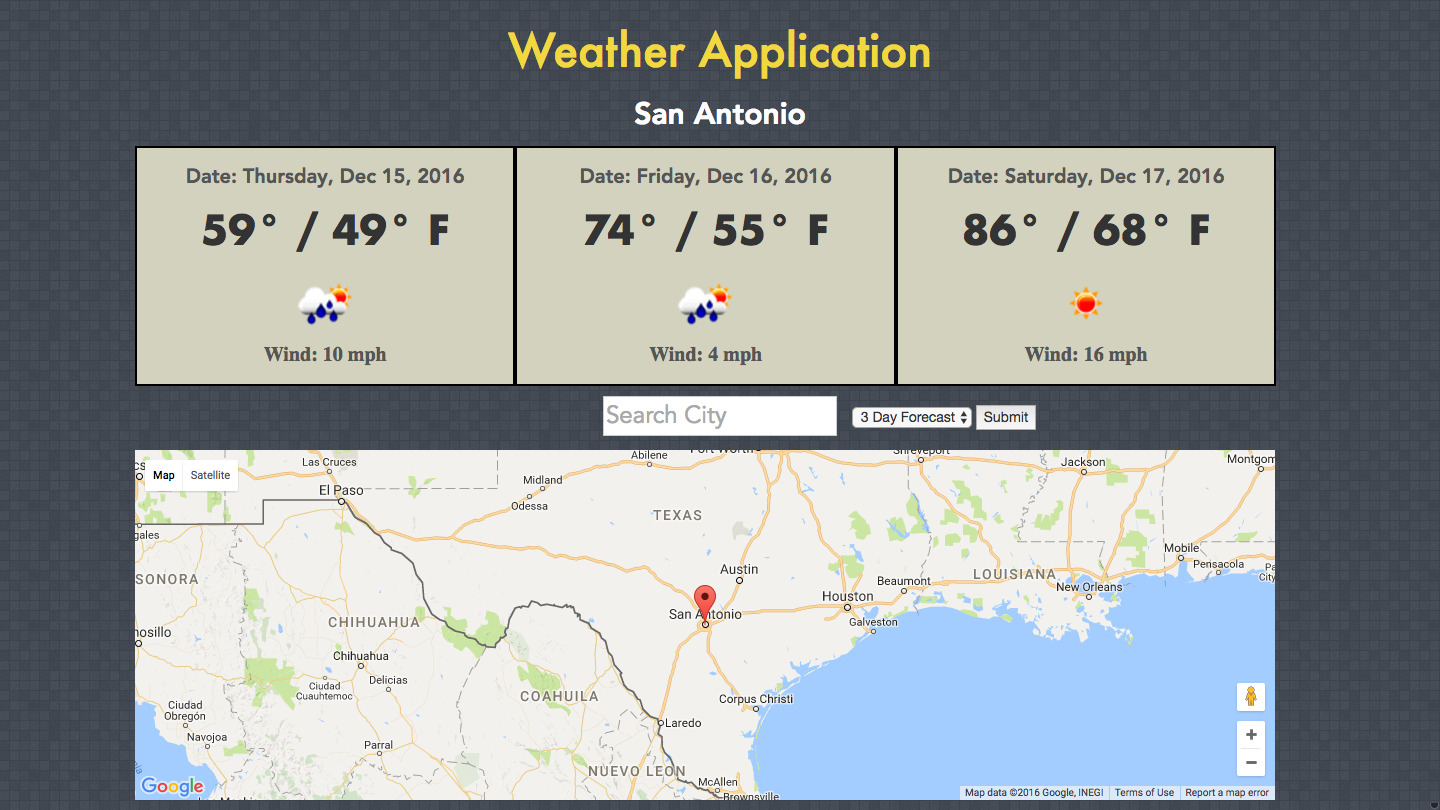 Weather Application
San Antonio
Date: Thursday, Dec 15, 2016
59° / 49° F
Wind: 10 mph
Date: Friday, Dec 16, 2016
74° / 55° F
Wind: 4 mph
Date: Saturday, Dec 17, 2016
86° / 68° F
Wind: 16 mph
Search City
3 Day Forecast
Submit
Map
Satellite
Las Cruces
El Paso
Abilene
Midland
Odessa
TEXAS
Shreveport
Jackson
Montgom
Mobile
Pensacola
LOUISIANA
New Orleans
Beaumont
Houston
Galveston
Austin
San Antonio
gales
SONORA
nosillo
CHIHUAHUA
Chihuahua
Ciudad
Cuauhtemoc
Delicias
COAHUILA
Corpus Christi
Laredo
Ciudad
Obregón
Navojoa
Parral
NUEVO LEON
McAllen
Brownsville
Google
Map data ©2016 Google, INEGI
Terms of Use
Report a map error